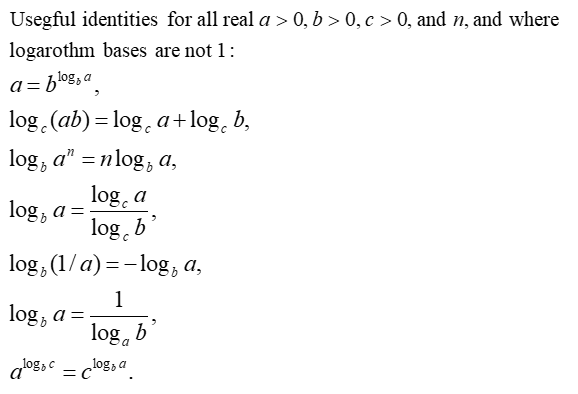 Usegful identities for all real a > 0, b > 0, c > 0, and n, and where
logarothm bases are not 1:
a = b^{log_b a},
log_c(ab) = log_c a + log_c b,
log_b a^n = n log_b a,
log_b a = \frac{log_c a}{log_c b},
log_b(1/a) = −log_b a,
log_b a = \frac{1}{log_a b},
a^{log_b c} = c^{log_b a}.